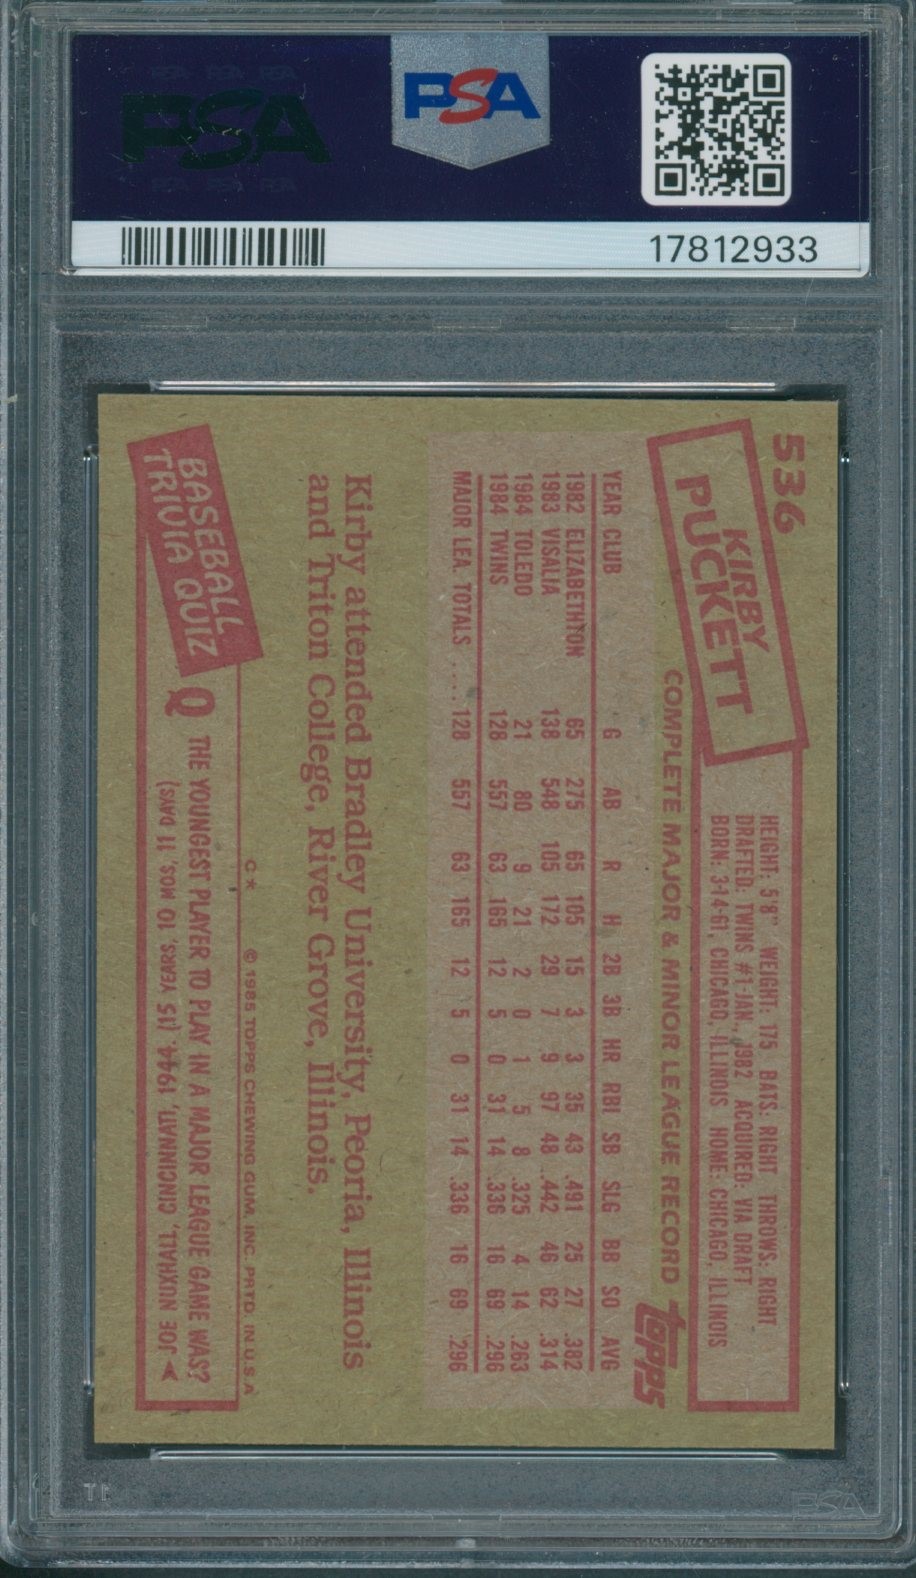 PSA
PSA
17812933
536
KIRBY
PUCKETT
HEIGHT: 5'8" WEIGHT: 175 BATS: RIGHT THROWS: RIGHT
DRAFTED: TWINS #1-JAN., 1982 ACQUIRED: VIA DRAFT
BORN: 3-14-61, CHICAGO, ILLINOIS HOME: CHICAGO, ILLINOIS
COMPLETE MAJOR & MINOR LEAGUE RECORD
topps
YEAR CLUB G AB R H 2B 3B HR RBI SB SLG BB SO AVG
1982 ELIZABETHTON 65 275 65 105 15 3 3 35 43 .491 25 27 .382
1983 VISALIA 138 548 105 172 29 7 9 97 48 .442 46 62 .314
1984 TOLEDO 21 80 9 21 2 0 1 5 8 .325 4 14 .263
1984 TWINS 128 557 63 165 12 5 0 31 14 .336 16 69 .296
MAJOR LEA. TOTALS .... 128 557 63 165 12 5 0 31 14 .336 16 69 .296
Kirby attended Bradley University, Peoria, Illinois
and Triton College, River Grove, Illinois.
C* © 1985 TOPPS CHEWING GUM, INC. PRTD. IN U.S.A.
BASEBALL
TRIVIA QUIZ
Q THE YOUNGEST PLAYER TO PLAY IN A MAJOR LEAGUE GAME WAS?
A JOE NUXHALL, CINCINNATI, 1944. (15 YEARS, 10 MOS., 11 DAYS)
PSA